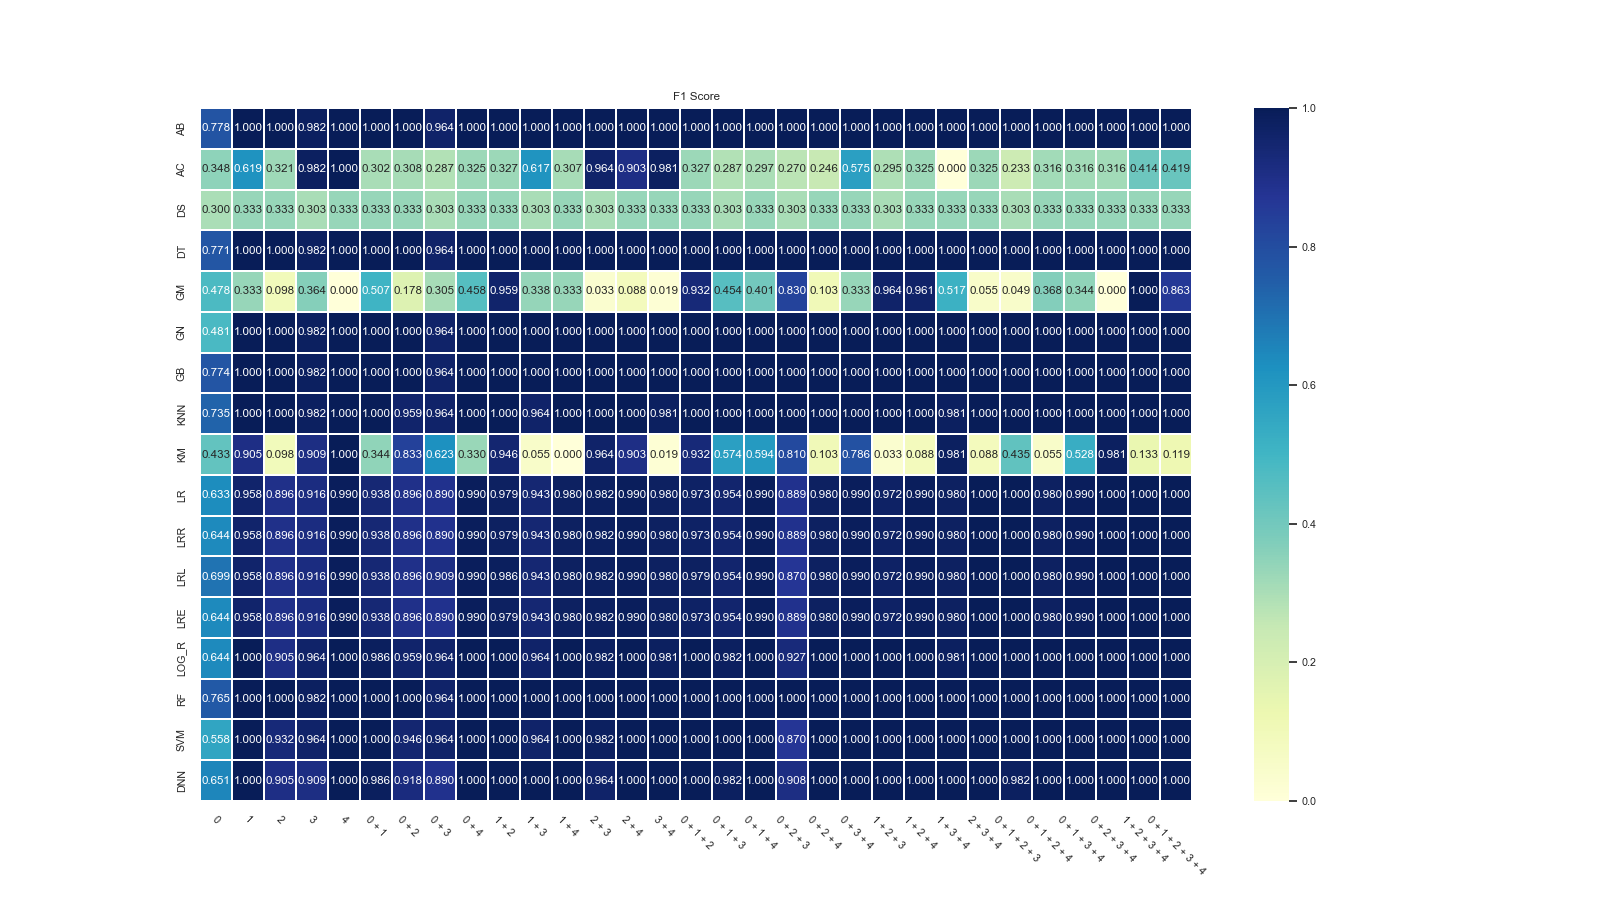 F1 Score
AB 0.778 1.000 1.000 0.982 1.000 1.000 1.000 0.964 1.000 1.000 1.000 1.000 1.000 1.000 1.000 1.000 1.000 1.000 1.000 1.000 1.000 1.000 1.000 1.000 1.000 1.000 1.000 1.000 1.000 1.000 1.000
AC 0.348 0.619 0.321 0.982 1.000 0.302 0.308 0.287 0.325 0.327 0.617 0.307 0.964 0.903 0.981 0.327 0.287 0.297 0.270 0.246 0.575 0.295 0.325 0.000 0.325 0.233 0.316 0.316 0.316 0.414 0.419
DS 0.300 0.333 0.333 0.303 0.333 0.333 0.333 0.303 0.333 0.333 0.303 0.333 0.303 0.333 0.333 0.333 0.303 0.333 0.303 0.333 0.333 0.303 0.333 0.333 0.333 0.303 0.333 0.333 0.333 0.333 0.333
DT 0.771 1.000 1.000 0.982 1.000 1.000 1.000 0.964 1.000 1.000 1.000 1.000 1.000 1.000 1.000 1.000 1.000 1.000 1.000 1.000 1.000 1.000 1.000 1.000 1.000 1.000 1.000 1.000 1.000 1.000 1.000
GM 0.478 0.333 0.098 0.364 0.000 0.507 0.178 0.305 0.458 0.959 0.338 0.333 0.033 0.088 0.019 0.932 0.454 0.401 0.830 0.103 0.333 0.964 0.961 0.517 0.055 0.049 0.368 0.344 0.000 1.000 0.863
GN 0.481 1.000 1.000 0.982 1.000 1.000 1.000 0.964 1.000 1.000 1.000 1.000 1.000 1.000 1.000 1.000 1.000 1.000 1.000 1.000 1.000 1.000 1.000 1.000 1.000 1.000 1.000 1.000 1.000 1.000 1.000
GB 0.774 1.000 1.000 0.982 1.000 1.000 1.000 0.964 1.000 1.000 1.000 1.000 1.000 1.000 1.000 1.000 1.000 1.000 1.000 1.000 1.000 1.000 1.000 1.000 1.000 1.000 1.000 1.000 1.000 1.000 1.000
KNN 0.735 1.000 1.000 0.982 1.000 1.000 0.959 0.964 1.000 1.000 0.964 1.000 1.000 1.000 0.981 1.000 1.000 1.000 1.000 1.000 1.000 1.000 1.000 0.981 1.000 1.000 1.000 1.000 1.000 1.000 1.000
KM 0.433 0.905 0.098 0.909 1.000 0.344 0.833 0.623 0.330 0.946 0.055 0.000 0.964 0.903 0.019 0.932 0.574 0.594 0.810 0.103 0.786 0.033 0.088 0.981 0.088 0.435 0.055 0.528 0.981 0.133 0.119
LR 0.633 0.958 0.896 0.916 0.990 0.938 0.896 0.890 0.990 0.979 0.943 0.980 0.982 0.990 0.980 0.973 0.954 0.990 0.889 0.980 0.990 0.972 0.990 0.980 1.000 1.000 0.980 0.990 1.000 1.000 1.000
LRR 0.644 0.958 0.896 0.916 0.990 0.938 0.896 0.890 0.990 0.979 0.943 0.980 0.982 0.990 0.980 0.973 0.954 0.990 0.889 0.980 0.990 0.972 0.990 0.980 1.000 1.000 0.980 0.990 1.000 1.000 1.000
LRL 0.699 0.958 0.896 0.916 0.990 0.938 0.896 0.909 0.990 0.986 0.943 0.980 0.982 0.990 0.980 0.979 0.954 0.990 0.870 0.980 0.990 0.972 0.990 0.980 1.000 1.000 0.980 0.990 1.000 1.000 1.000
LRE 0.644 0.958 0.896 0.916 0.990 0.938 0.896 0.890 0.990 0.979 0.943 0.980 0.982 0.990 0.980 0.973 0.954 0.990 0.889 0.980 0.990 0.972 0.990 0.980 1.000 1.000 0.980 0.990 1.000 1.000 1.000
LOG_R 0.644 1.000 0.905 0.964 1.000 0.986 0.959 0.964 1.000 1.000 0.964 1.000 0.982 1.000 0.981 1.000 0.982 1.000 0.927 1.000 1.000 1.000 1.000 0.981 1.000 1.000 1.000 1.000 1.000 1.000 1.000
RF 0.765 1.000 1.000 0.982 1.000 1.000 1.000 0.964 1.000 1.000 1.000 1.000 1.000 1.000 1.000 1.000 1.000 1.000 1.000 1.000 1.000 1.000 1.000 1.000 1.000 1.000 1.000 1.000 1.000 1.000 1.000
SVM 0.558 1.000 0.932 0.964 1.000 1.000 0.946 0.964 1.000 1.000 0.964 1.000 0.982 1.000 1.000 1.000 1.000 1.000 0.870 1.000 1.000 1.000 1.000 1.000 1.000 1.000 1.000 1.000 1.000 1.000 1.000
DNN 0.651 1.000 0.905 0.909 1.000 0.986 0.918 0.890 1.000 1.000 1.000 1.000 0.964 1.000 1.000 1.000 0.982 1.000 0.908 1.000 1.000 1.000 1.000 1.000 1.000 0.982 1.000 1.000 1.000 1.000 1.000
0 1 2 3 4 0 + 1 0 + 2 0 + 3 0 + 4 1 + 2 1 + 3 1 + 4 2 + 3 2 + 4 3 + 4 0 + 1 + 2 0 + 1 + 3 0 + 1 + 4 0 + 2 + 3 0 + 2 + 4 0 + 3 + 4 1 + 2 + 3 1 + 2 + 4 1 + 3 + 4 2 + 3 + 4 0 + 1 + 2 + 3 0 + 1 + 2 + 4 0 + 1 + 3 + 4 0 + 2 + 3 + 4 1 + 2 + 3 + 4 0 + 1 + 2 + 3 + 4
1.0
0.8
0.6
0.4
0.2
0.0